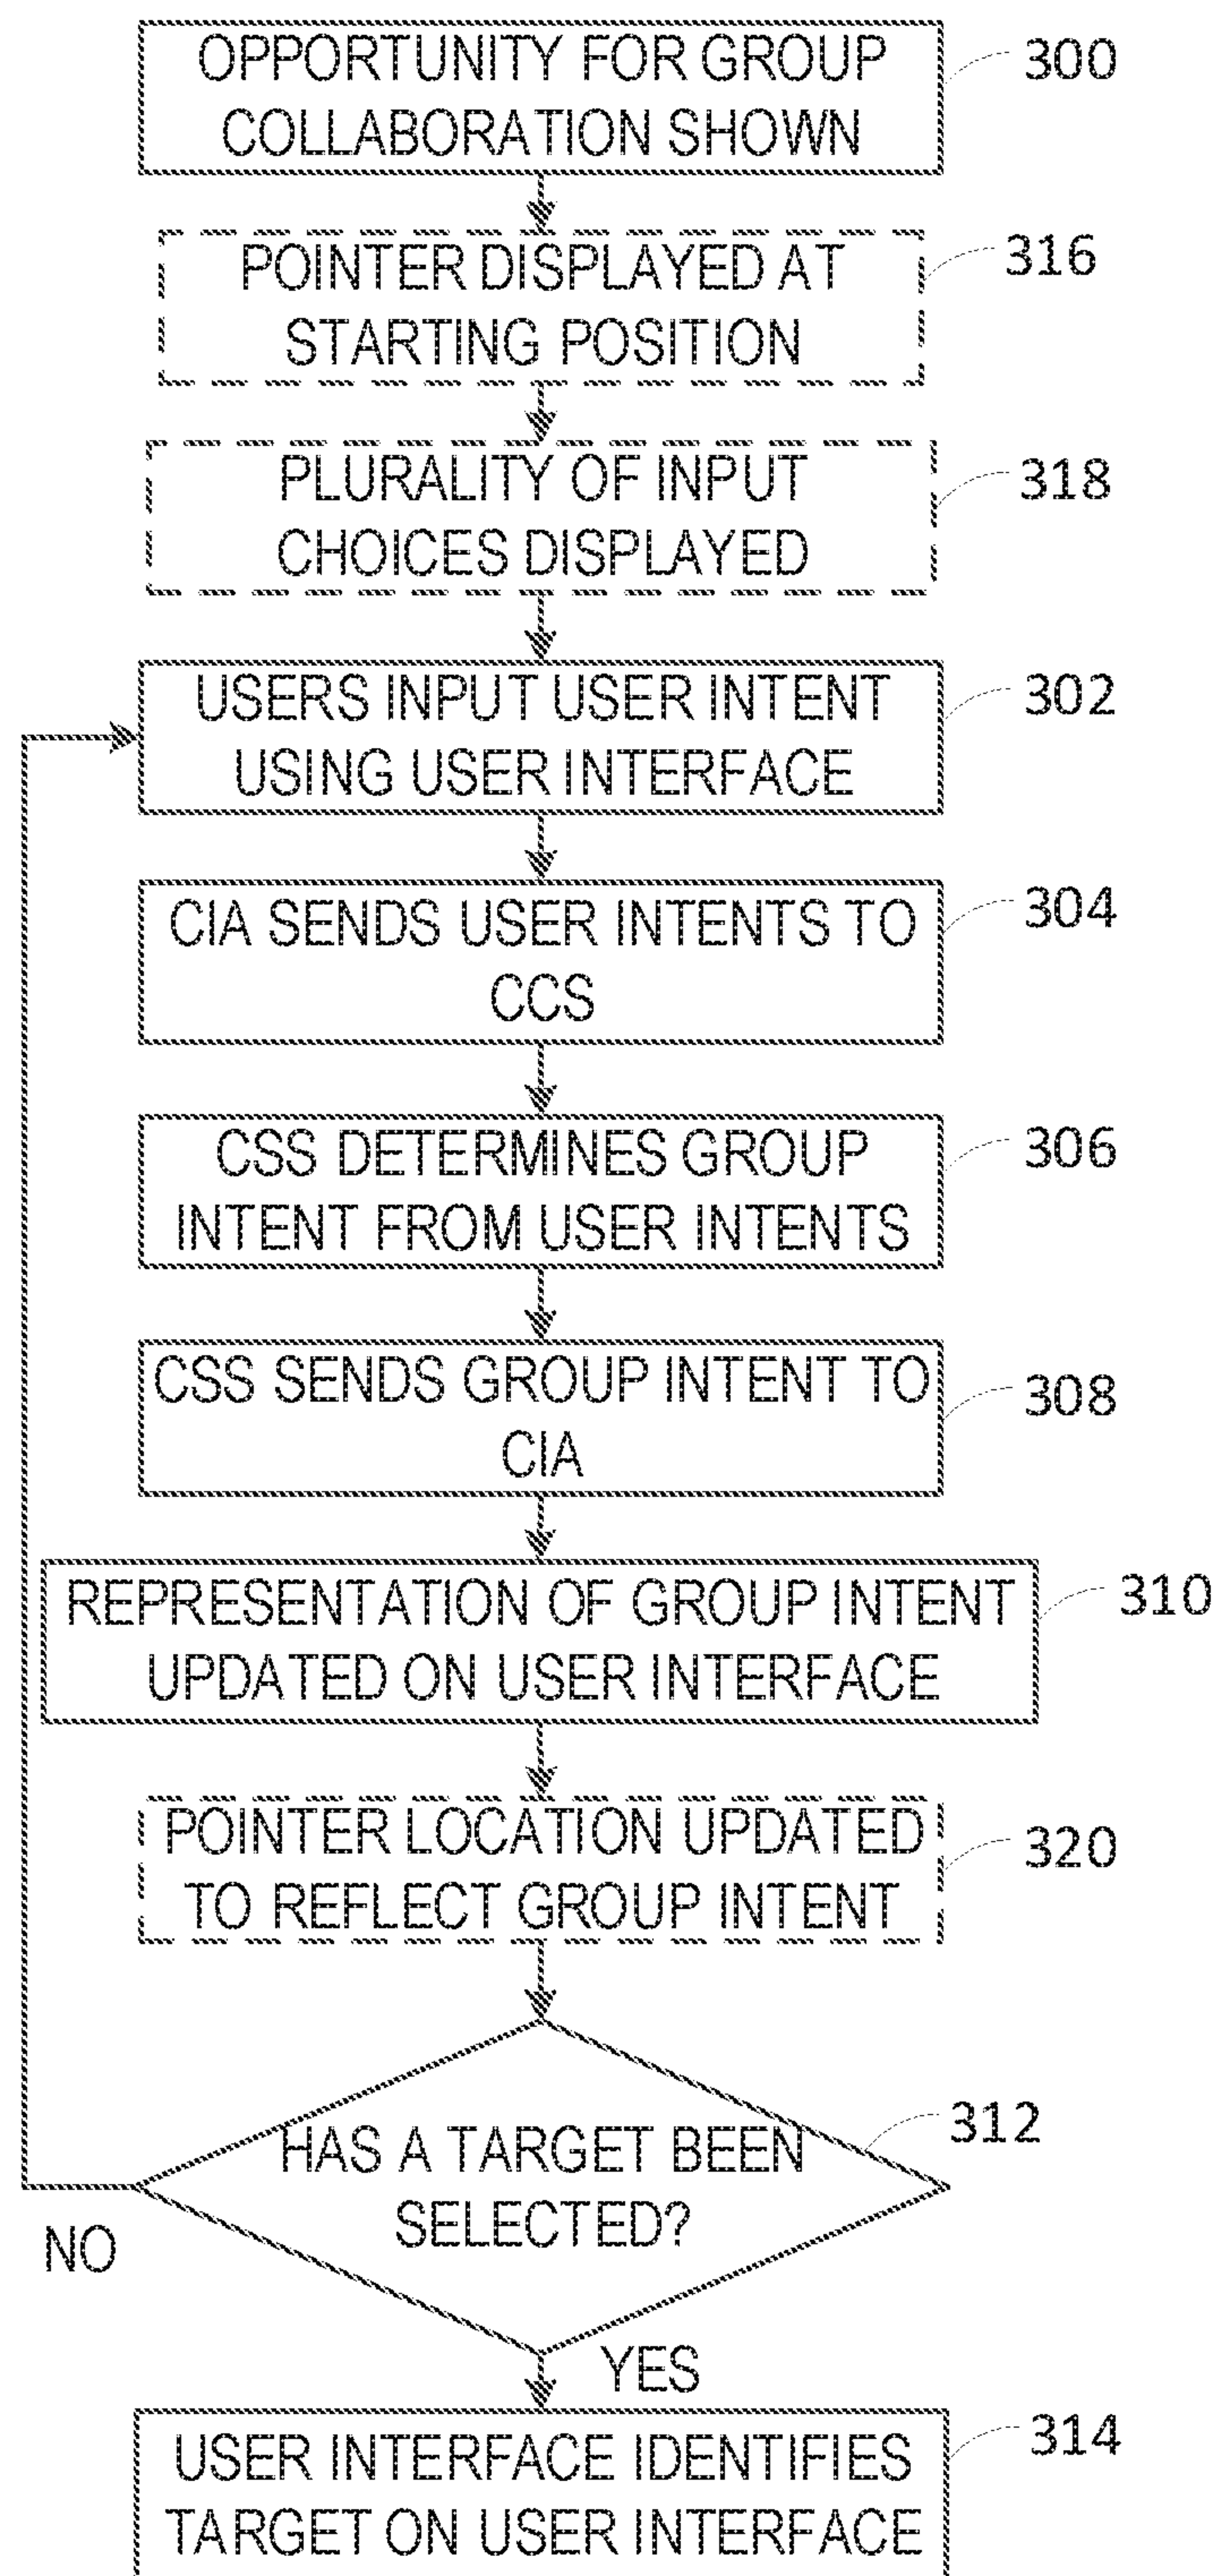 OPPORTUNITY FOR GROUP
COLLABORATION SHOWN
300
POINTER DISPLAYED AT
STARTING POSITION
316
PLURALITY OF INPUT
CHOICES DISPLAYED
318
USERS INPUT USER INTENT
USING USER INTERFACE
302
CIA SENDS USER INTENTS TO
CCS
304
CSS DETERMINES GROUP
INTENT FROM USER INTENTS
306
CSS SENDS GROUP INTENT TO
CIA
308
REPRESENTATION OF GROUP INTENT
UPDATED ON USER INTERFACE
310
POINTER LOCATION UPDATED
TO REFLECT GROUP INTENT
320
HAS A TARGET BEEN
SELECTED?
312
NO
YES
USER INTERFACE IDENTIFIES
TARGET ON USER INTERFACE
314